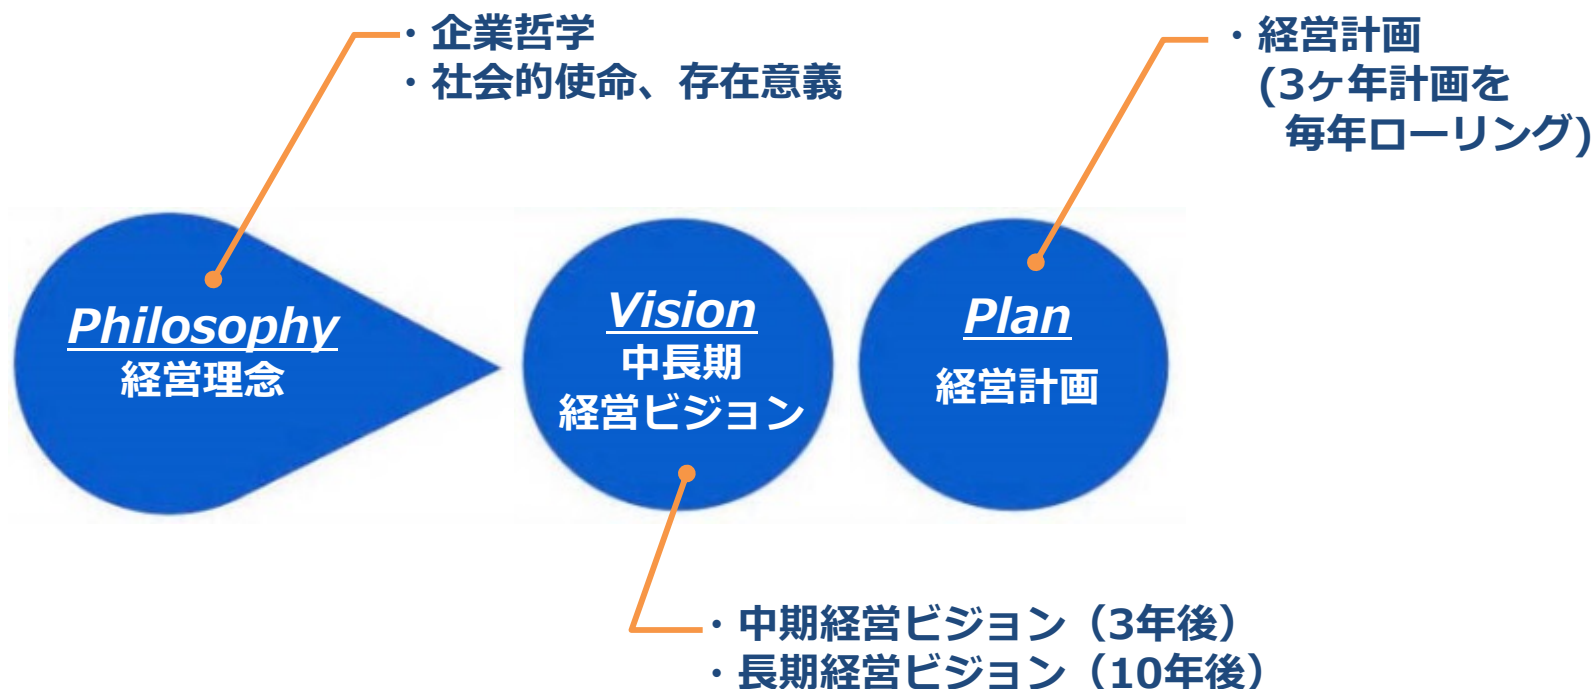 ・企業哲学
・社会的使命、存在意義
・経営計画
(3ヶ年計画を
毎年ローリング)
Philosophy
経営理念
Vision
中長期
経営ビジョン
Plan
経営計画
・中期経営ビジョン（3年後）
・長期経営ビジョン（10年後）